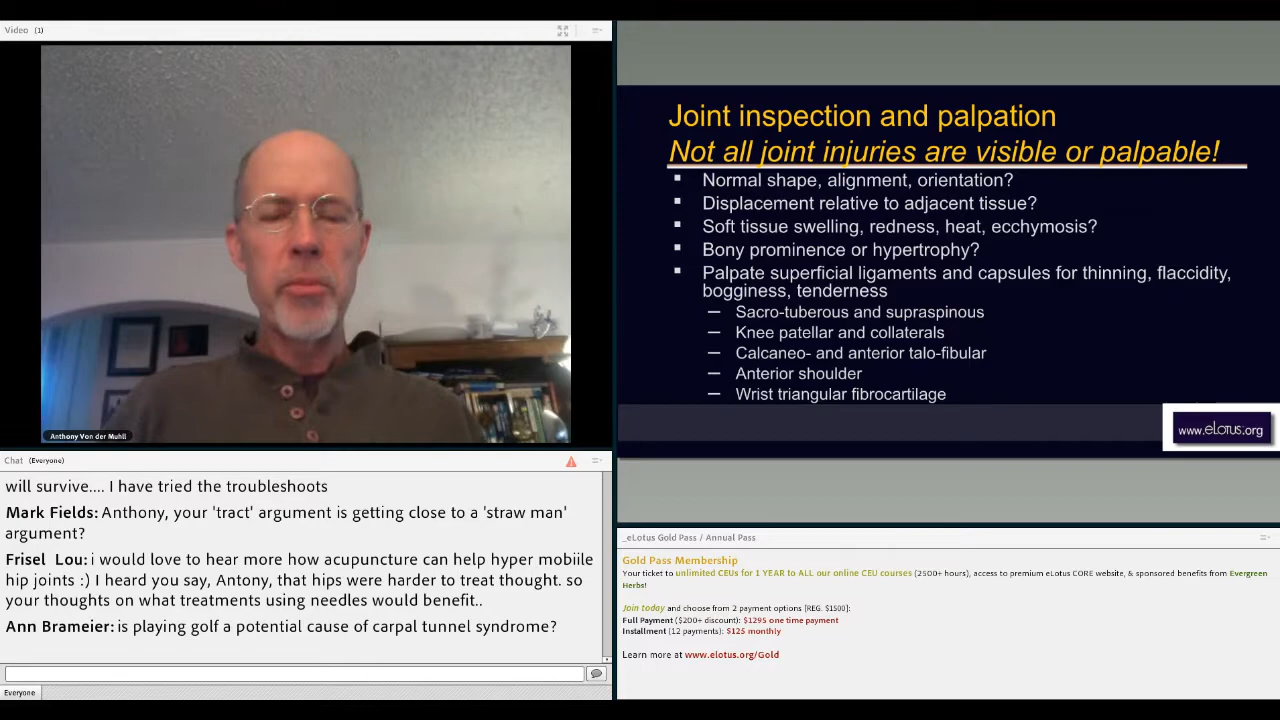 Video (1)
Anthony Von der Muhll
Chat (Everyone)
will survive.... I have tried the troubleshoots
Mark Fields: Anthony, your 'tract' argument is getting close to a 'straw man'
argument?
Frisel Lou: i would love to hear more how acupuncture can help hyper mobiile
hip joints :) I heard you say, Antony, that hips were harder to treat thought. so
your thoughts on what treatments using needles would benefit..
Ann Brameier: is playing golf a potential cause of carpal tunnel syndrome?
Everyone
Joint inspection and palpation
Not all joint injuries are visible or palpable!
▪ Normal shape, alignment, orientation?
▪ Displacement relative to adjacent tissue?
▪ Soft tissue swelling, redness, heat, ecchymosis?
▪ Bony prominence or hypertrophy?
▪ Palpate superficial ligaments and capsules for thinning, flaccidity,
bogginess, tenderness
– Sacro-tuberous and supraspinous
– Knee patellar and collaterals
– Calcaneo- and anterior talo-fibular
– Anterior shoulder
– Wrist triangular fibrocartilage
www.eLotus.org
_eLotus Gold Pass / Annual Pass
Gold Pass Membership
Your ticket to unlimited CEUs for 1 YEAR to ALL our online CEU courses (2500+ hours), access to premium eLotus CORE website, & sponsored benefits from Evergreen
Herbs!
Join today and choose from 2 payment options [REG. $1500]:
Full Payment ($200+ discount): $1295 one time payment
Installment (12 payments): $125 monthly
Learn more at www.elotus.org/Gold